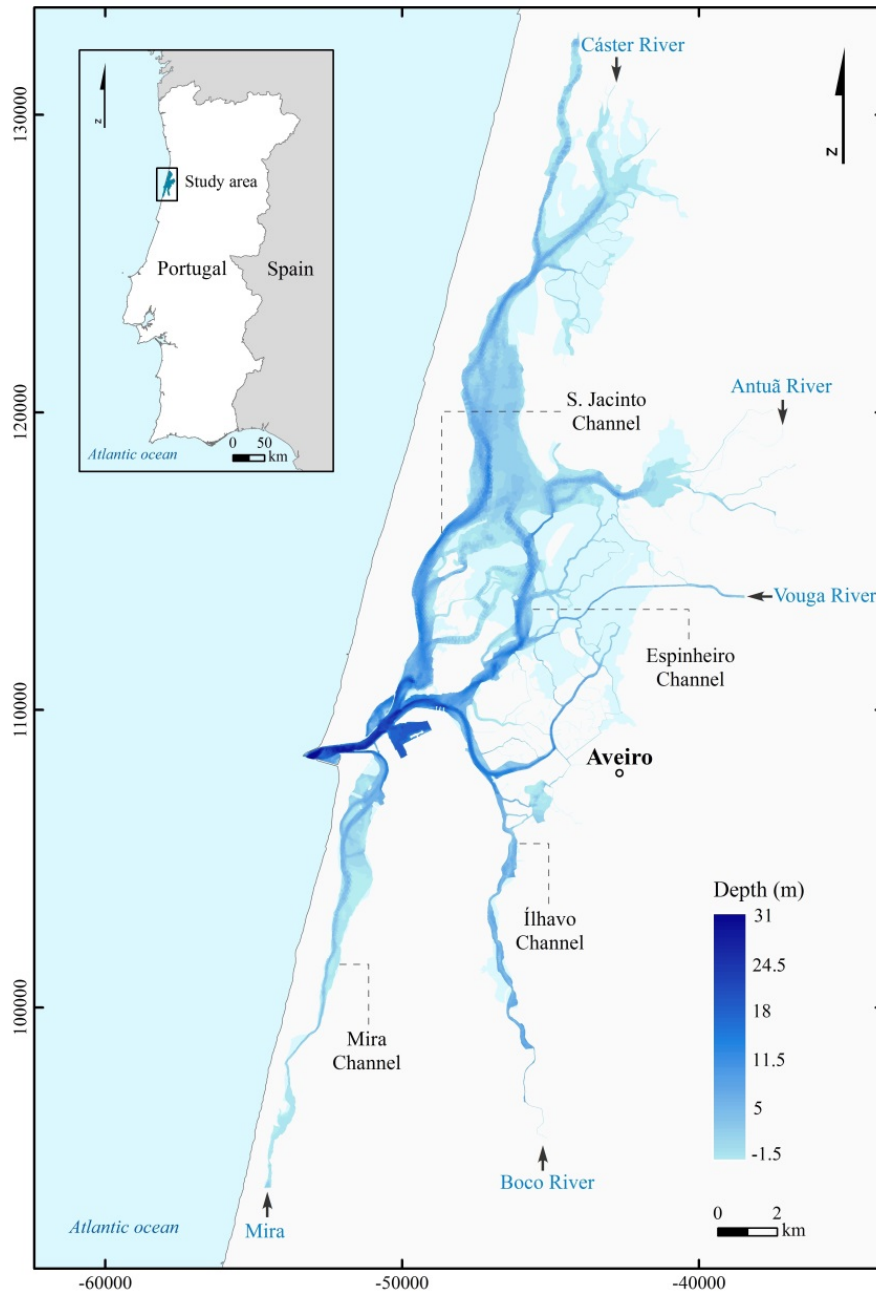 Cáster River
N
130000
N
Study area
Portugal
Spain
Atlantic ocean
0 50
km
120000
S. Jacinto
Channel
Antuã River
Vouga River
Espinheiro
Channel
110000
Aveiro
Depth (m)
31
24.5
18
11.5
5
-1.5
Ílhavo
Channel
100000
Mira
Channel
Boco River
0 2
km
Atlantic ocean
Mira
-60000
-50000
-40000